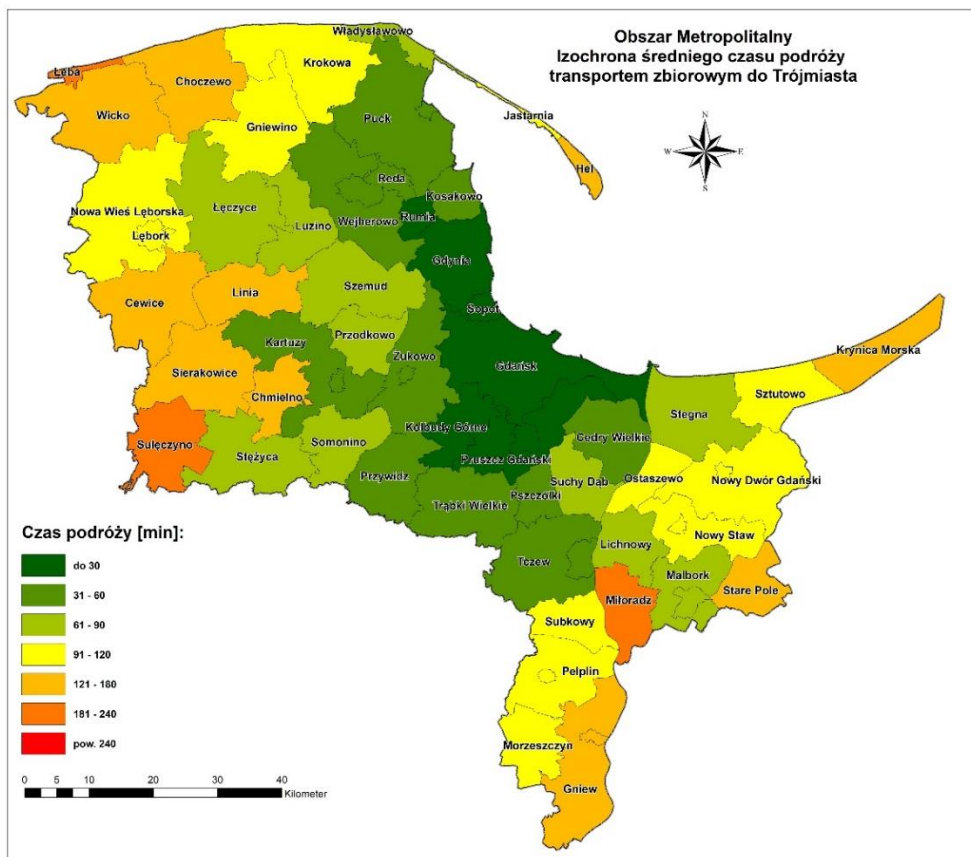 Obszar Metropolitalny
Izochrona średniego czasu podróży
transportem zbiorowym do Trójmiasta
N
W E
S
Władysławowo
Łeba
Krokowa
Choczewo
Wicko
Puck
Jastarnia
Gniewino
Hel
Reda
Kosakowo
Nowa Wieś Lęborska
Łęczyce
Rumia
Luzino
Wejherowo
Lębork
Gdynia
Szemud
Linia
Cewice
Sopot
Przodkowo
Kartuzy
Żukowo
Krynica Morska
Sierakowice
Gdańsk
Chmielno
Sztutowo
Stegna
Kolbudy Górne
Sulęczyno
Somonino
Cedry Wielkie
Stężyca
Pruszcz Gdański
Przywidz
Suchy Dąb
Ostaszewo
Nowy Dwór Gdański
Pszczółki
Trąbki Wielkie
Nowy Staw
Lichnowy
Tczew
Malbork
Stare Pole
Miłoradz
Subkowy
Pelplin
Morzeszczyn
Gniew
Czas podróży [min]:
do 30
31 - 60
61 - 90
91 - 120
121 - 180
181 - 240
pow. 240
0 5 10 20 30 40
Kilometer